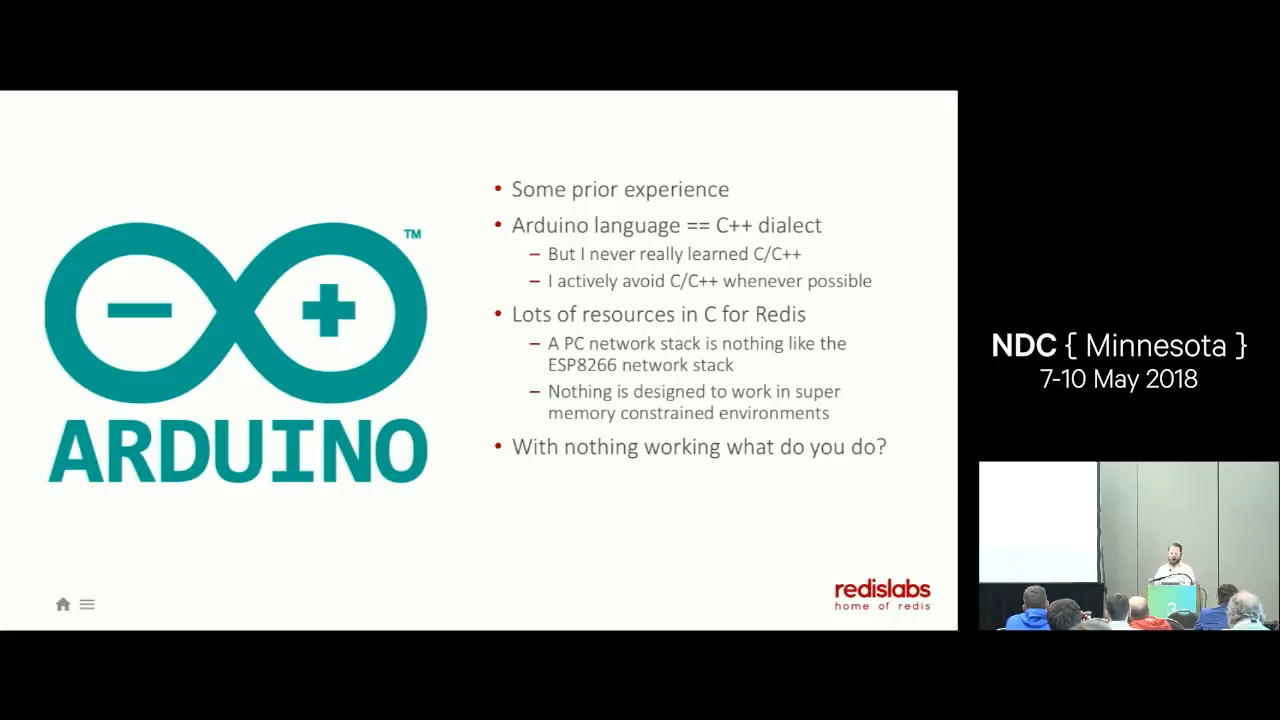 • Some prior experience
• Arduino language == C++ dialect
– But I never really learned C/C++
– I actively avoid C/C++ whenever possible
• Lots of resources in C for Redis
– A PC network stack is nothing like the
ESP8266 network stack
– Nothing is designed to work in super
memory constrained environments
• With nothing working what do you do?
™
ARDUINO
redislabs
home of redis
NDC { Minnesota }
7-10 May 2018